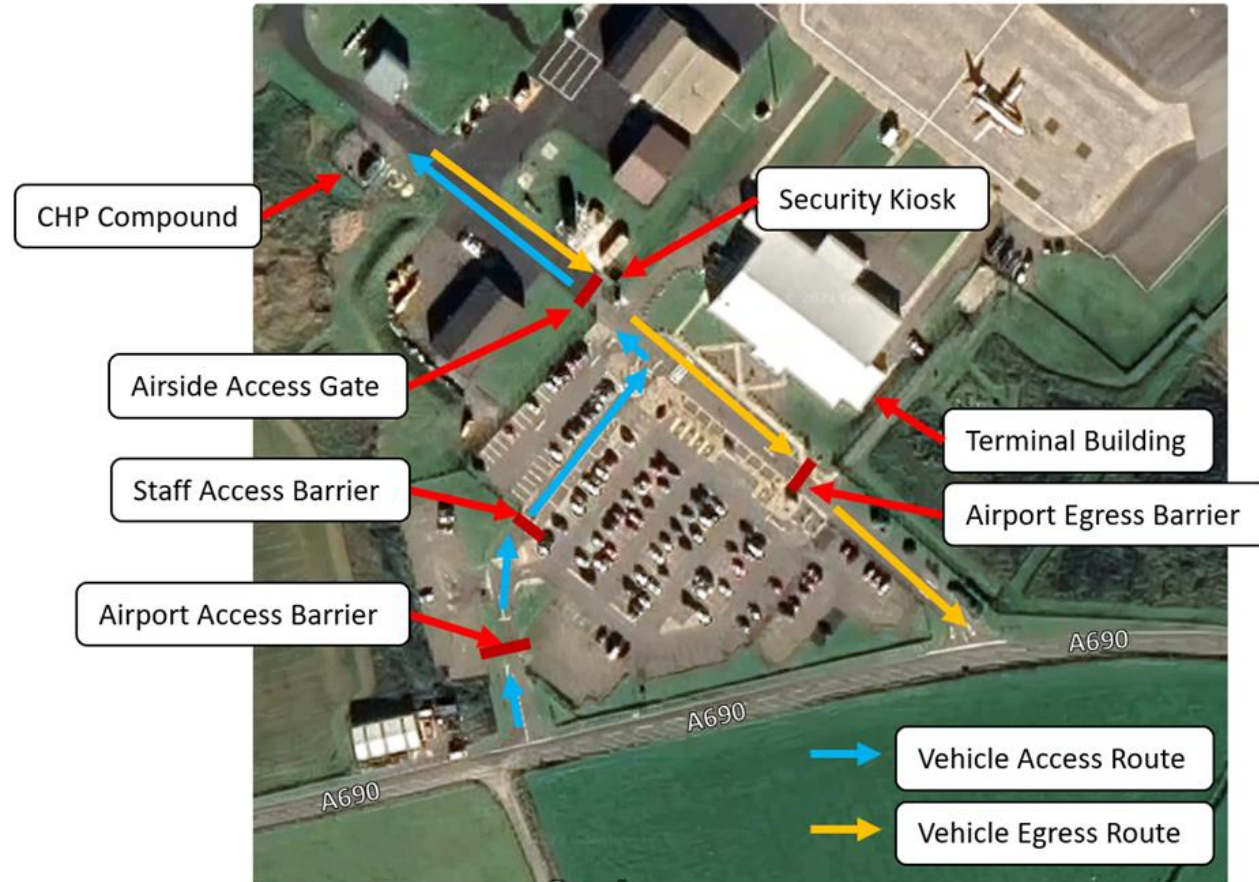 CHP Compound
Security Kiosk
Airside Access Gate
Terminal Building
Staff Access Barrier
Airport Egress Barrier
Airport Access Barrier
A690
A690
A690
Vehicle Access Route
Vehicle Egress Route